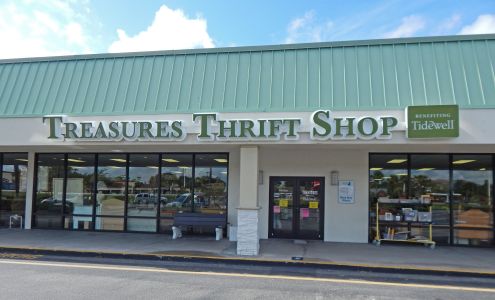 TREASURES THRIFT SHOP
BENEFITING
Tidewell